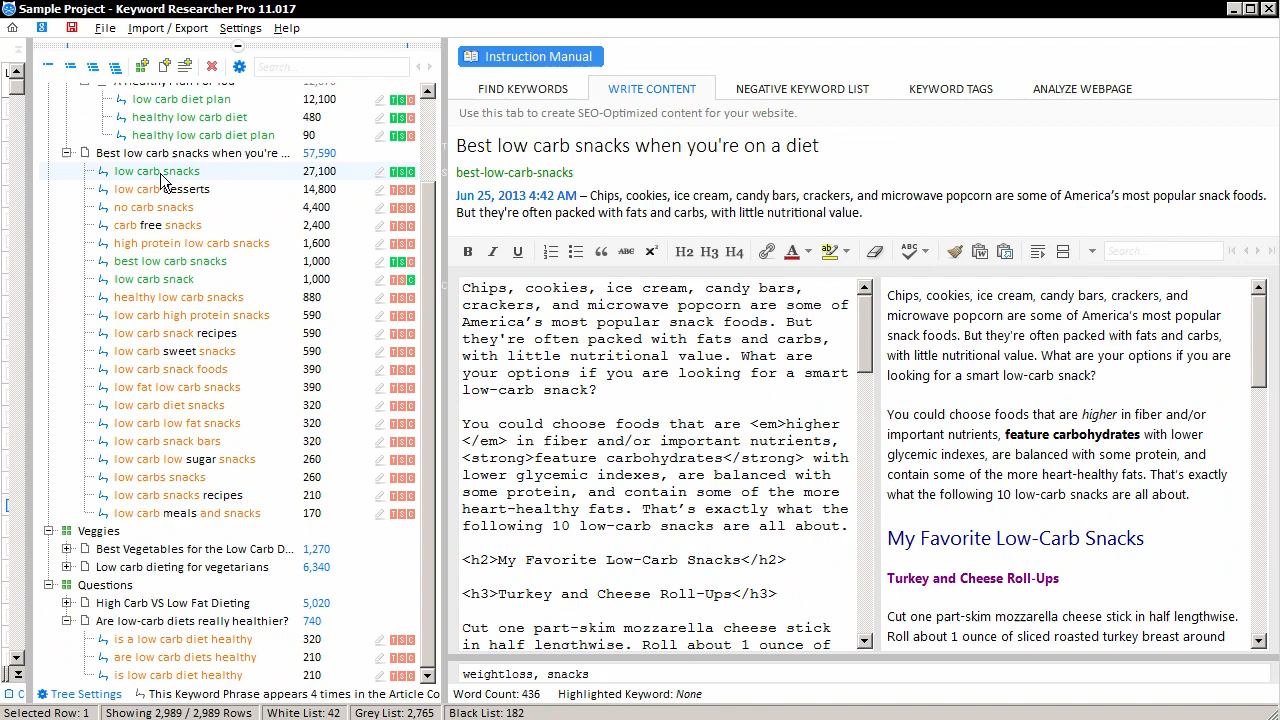 Sample Project - Keyword Researcher Pro 11.017
File Import / Export Settings Help
Search...
low carb diet plan 12,100 T S C
healthy low carb diet 480 T S C
healthy low carb diet plan 90 T S C
Best low carb snacks when you're ... 57,590
low carb snacks 27,100 T S C
low carb desserts 14,800 T S C
no carb snacks 4,400 T S C
carb free snacks 2,400 T S C
high protein low carb snacks 1,600 T S C
best low carb snacks 1,000 T S C
low carb snack 1,000 T S C
healthy low carb snacks 880 T S C
low carb high protein snacks 590 T S C
low carb snack recipes 590 T S C
low carb sweet snacks 590 T S C
low carb snack foods 390 T S C
low fat low carb snacks 390 T S C
low carb diet snacks 320 T S C
low carb low fat snacks 320 T S C
low carb snack bars 320 T S C
low carb low sugar snacks 260 T S C
low carbs snacks 260 T S C
low carb snacks recipes 210 T S C
low carb meals and snacks 170 T S C
Veggies
Best Vegetables for the Low Carb D... 1,270
Low carb dieting for vegetarians 6,340
Questions
High Carb VS Low Fat Dieting 5,020
Are low-carb diets really healthier? 740
is a low carb diet healthy 320 T S C
are low carb diets healthy 210 T S C
is low carb diet healthy 210 T S C
Tree Settings This Keyword Phrase appears 4 times in the Article Co
Instruction Manual
FIND KEYWORDS WRITE CONTENT NEGATIVE KEYWORD LIST KEYWORD TAGS ANALYZE WEBPAGE
Use this tab to create SEO-Optimized content for your website.
Best low carb snacks when you're on a diet
best-low-carb-snacks
Jun 25, 2013 4:42 AM – Chips, cookies, ice cream, candy bars, crackers, and microwave popcorn are some of America's most popular snack foods.
But they're often packed with fats and carbs, with little nutritional value.
B I U ABC X² H2 H3 H4 A ab ABC Search...
Chips, cookies, ice cream, candy bars,
crackers, and microwave popcorn are some of
America's most popular snack foods. But
they're often packed with fats and carbs,
with little nutritional value. What are
your options if you are looking for a smart
low-carb snack?
You could choose foods that are <em>higher
</em> in fiber and/or important nutrients,
<strong>feature carbohydrates</strong> with
lower glycemic indexes, are balanced with
some protein, and contain some of the more
heart-healthy fats. That's exactly what the
following 10 low-carb snacks are all about.
<h2>My Favorite Low-Carb Snacks</h2>
<h3>Turkey and Cheese Roll-Ups</h3>
Cut one part-skim mozzarella cheese stick
in half lengthwise. Roll about 1 ounce of
Chips, cookies, ice cream, candy bars, crackers, and
microwave popcorn are some of America's most popular
snack foods. But they're often packed with fats and carbs,
with little nutritional value. What are your options if you are
looking for a smart low-carb snack?
You could choose foods that are higher in fiber and/or
important nutrients, feature carbohydrates with lower
glycemic indexes, are balanced with some protein, and
contain some of the more heart-healthy fats. That's exactly
what the following 10 low-carb snacks are all about.
My Favorite Low-Carb Snacks
Turkey and Cheese Roll-Ups
Cut one part-skim mozzarella cheese stick in half lengthwise.
Roll about 1 ounce of sliced roasted turkey breast around
weightloss, snacks
Word Count: 436 Highlighted Keyword: None
Selected Row: 1 Showing 2,989 / 2,989 Rows White List: 42 Grey List: 2,765 Black List: 182